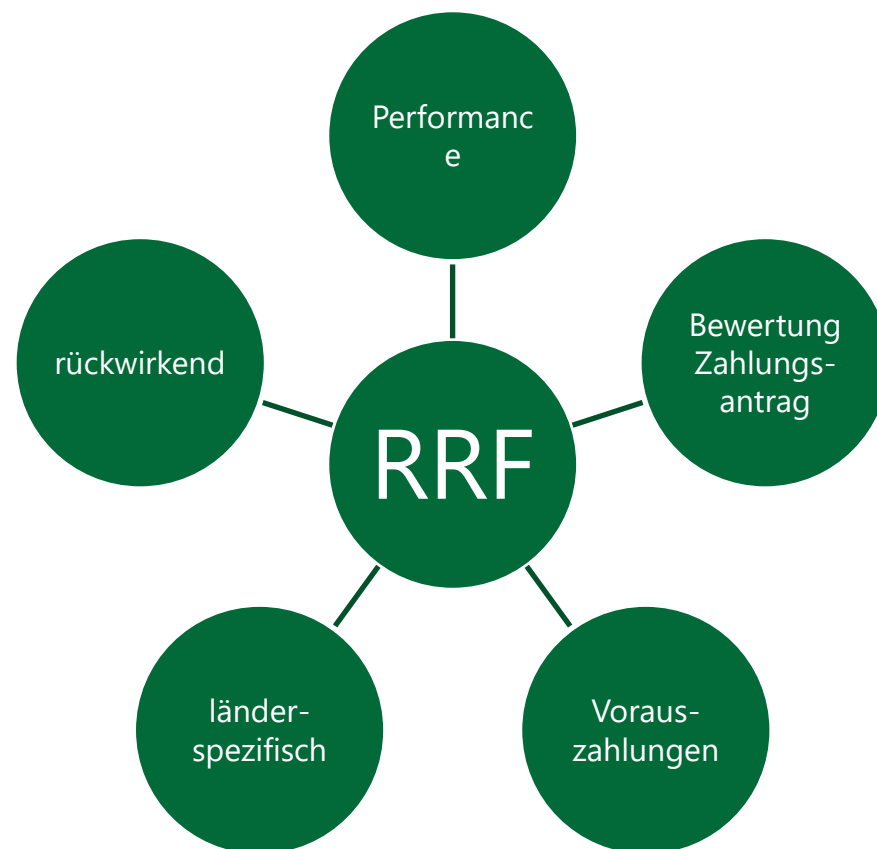 Performanc
e
Bewertung
Zahlungs-
antrag
rückwirkend
RRF
länder-
spezifisch
Voraus-
zahlungen